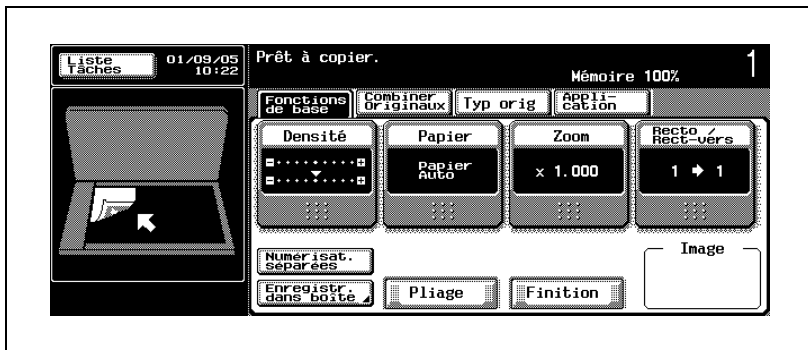 Liste
Tâches
01/09/05
10:22
Prêt à copier.
Mémoire 100%
1
Fonctions
de base
Combiner
Originaux
Typ orig
Appli-
cation
Densité
Papier
Zoom
Recto /
Rect-vers
Papier
Auto
x 1.000
1 → 1
Numérisat.
séparées
Image
Enregistr.
dans boîte
Pliage
Finition